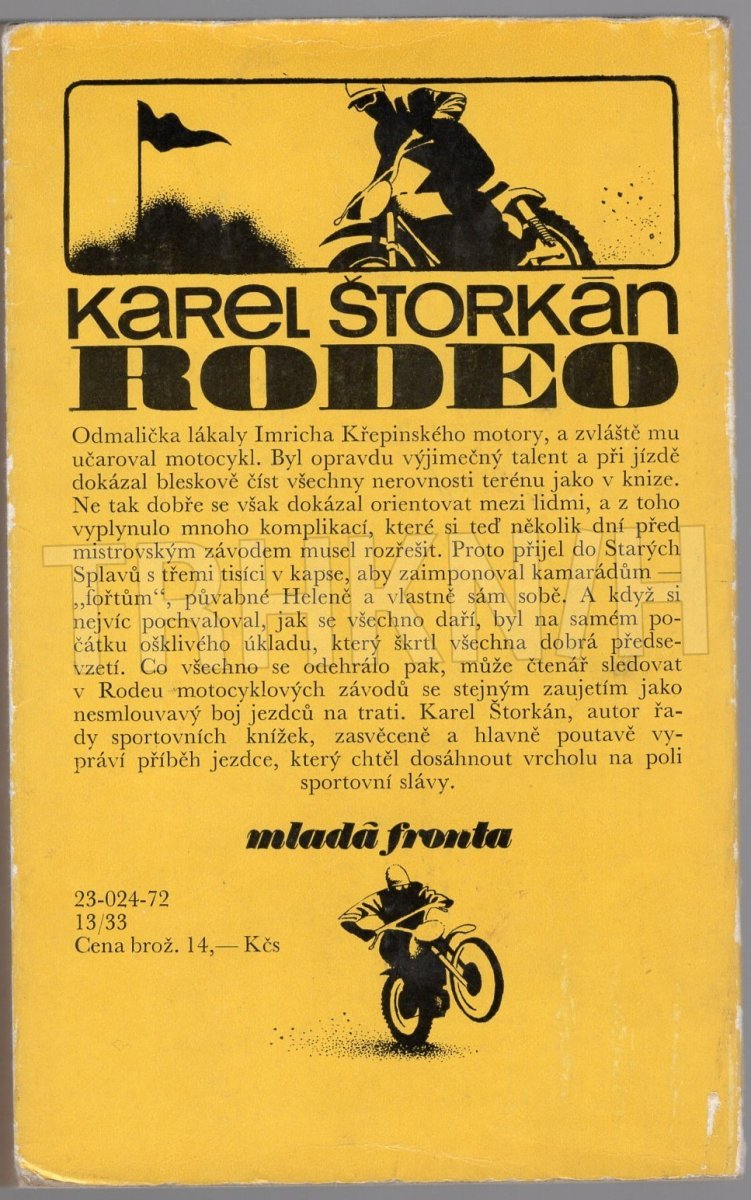 KAREL ŠTORKÁN
RODEO
Odmalička lákaly Imricha Křepinského motory, a zvláště mu
učaroval motocykl. Byl opravdu výjimečný talent a při jízdě
dokázal bleskově číst všechny nerovnosti terénu jako v knize.
Ne tak dobře se však dokázal orientovat mezi lidmi, a z toho
vyplynulo mnoho komplikací, které si teď několik dní před
mistrovským závodem musel rozřešit. Proto přijel do Starých
Splavů s třemi tisíci v kapse, aby zaimponoval kamarádům —
„fořtům“, půvabné Heleně a vlastně sám sobě. A když si
nejvíc pochvaloval, jak se všechno daří, byl na samém po-
čátku ošklivého úkladu, který škrtl všechna dobrá předse-
vzetí. Co všechno se odehrálo pak, může čtenář sledovat
v Rodeu motocyklových závodů se stejným zaujetím jako
nesmlouvavý boj jezdců na trati. Karel Štorkán, autor řa-
dy sportovních knížek, zasvěceně a hlavně poutavě vy-
práví příběh jezdce, který chtěl dosáhnout vrcholu na poli
sportovní slávy.
mladá fronta
23-024-72
13/33
Cena brož. 14,— Kčs